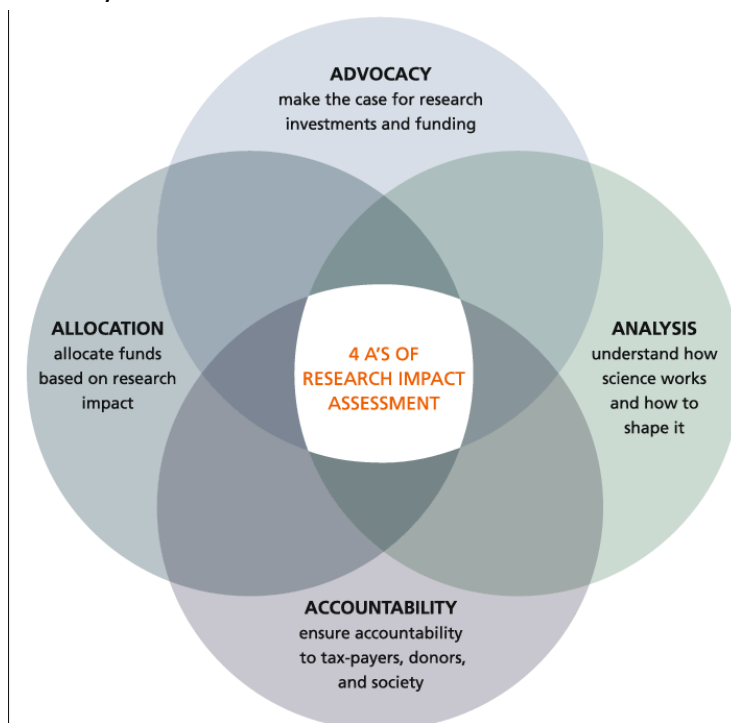 ADVOCACY
make the case for research
investments and funding
ALLOCATION
allocate funds
based on research
impact
4 A'S OF
RESEARCH IMPACT
ASSESSMENT
ANALYSIS
understand how
science works
and how to
shape it
ACCOUNTABILITY
ensure accountability
to tax-payers, donors,
and society